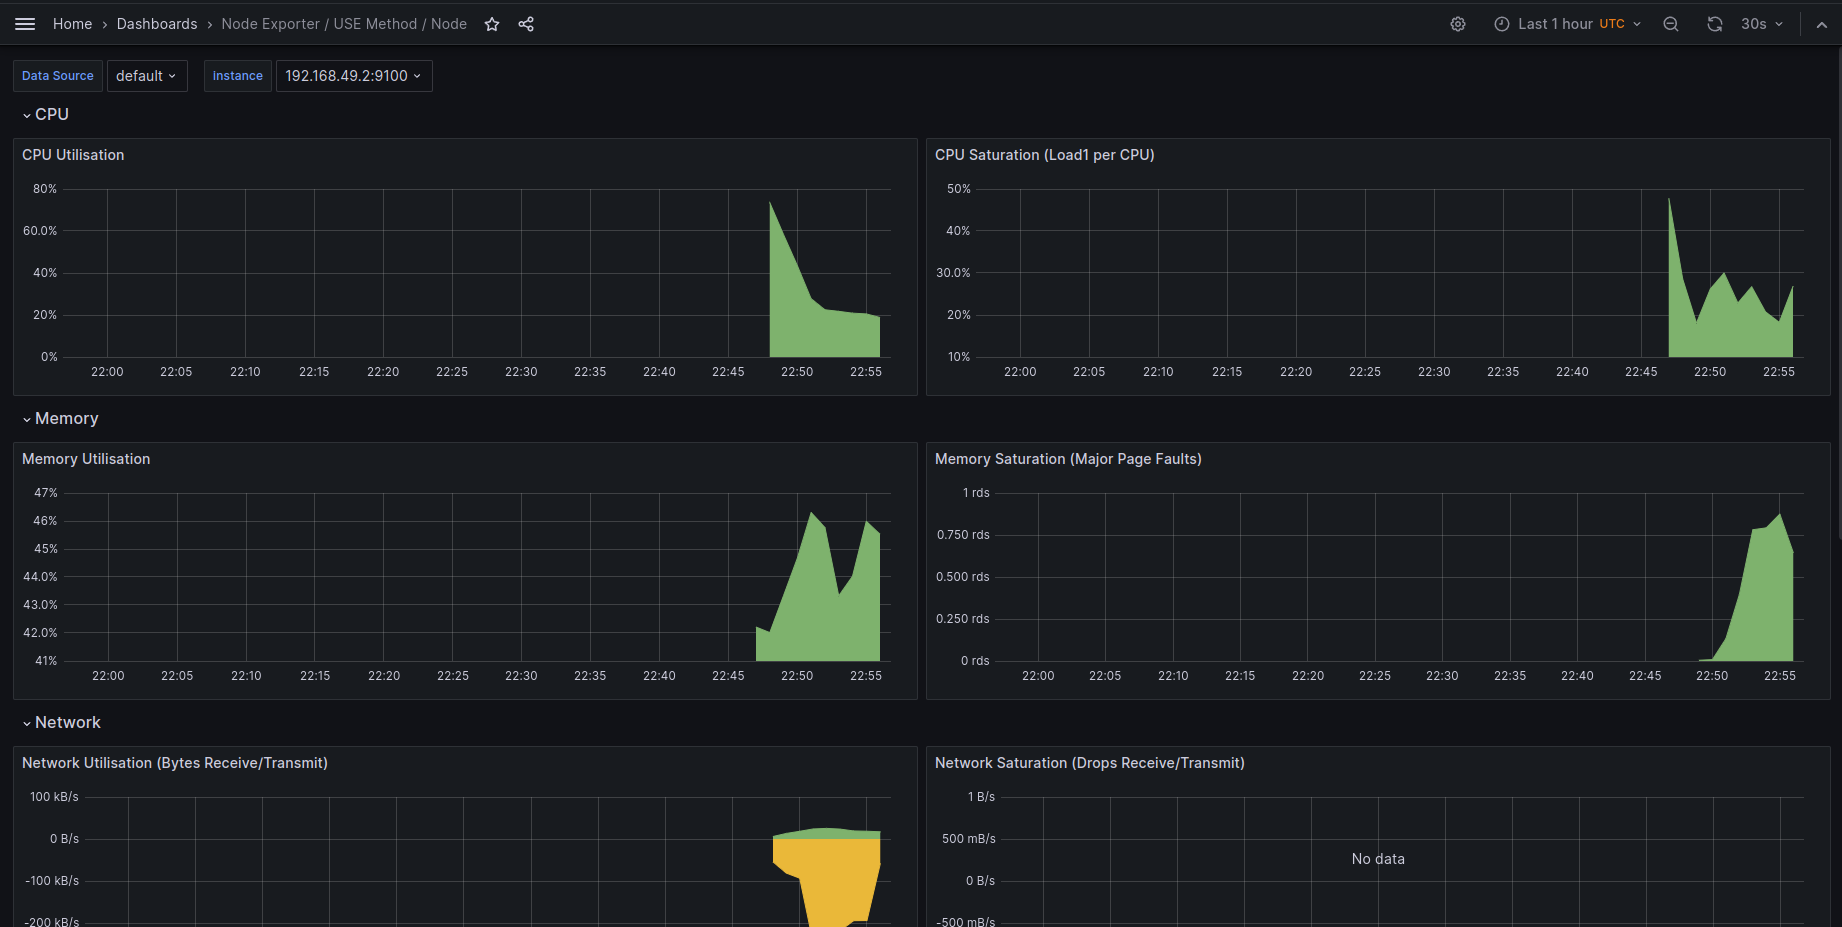 Home > Dashboards > Node Exporter / USE Method / Node Last 1 hour UTC 30s
Data Source default instance 192.168.49.2:9100
CPU
CPU Utilisation
80%
60.0%
40%
20%
0%
22:00 22:05 22:10 22:15 22:20 22:25 22:30 22:35 22:40 22:45 22:50 22:55
CPU Saturation (Load1 per CPU)
50%
40%
30.0%
20%
10%
22:00 22:05 22:10 22:15 22:20 22:25 22:30 22:35 22:40 22:45 22:50 22:55
Memory
Memory Utilisation
47%
46%
45%
44.0%
43.0%
42.0%
41%
22:00 22:05 22:10 22:15 22:20 22:25 22:30 22:35 22:40 22:45 22:50 22:55
Memory Saturation (Major Page Faults)
1 rds
0.750 rds
0.500 rds
0.250 rds
0 rds
22:00 22:05 22:10 22:15 22:20 22:25 22:30 22:35 22:40 22:45 22:50 22:55
Network
Network Utilisation (Bytes Receive/Transmit)
100 kB/s
0 B/s
-100 kB/s
-200 kB/s
Network Saturation (Drops Receive/Transmit)
1 B/s
500 mB/s
No data
0 B/s
-500 mB/s